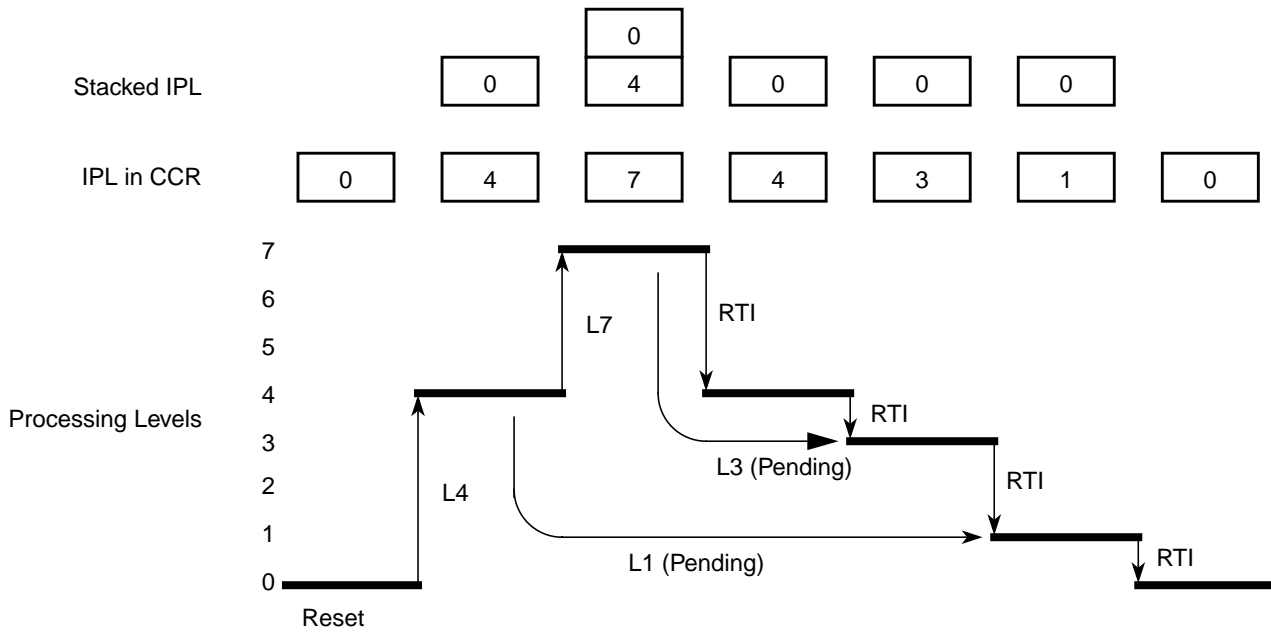 0
Stacked IPL 0 4 0 0 0
IPL in CCR 0 4 7 4 3 1 0
7
6
L7 RTI
5
4
Processing Levels RTI
3
L3 (Pending)
2
L4 RTI
1
L1 (Pending) RTI
0
Reset